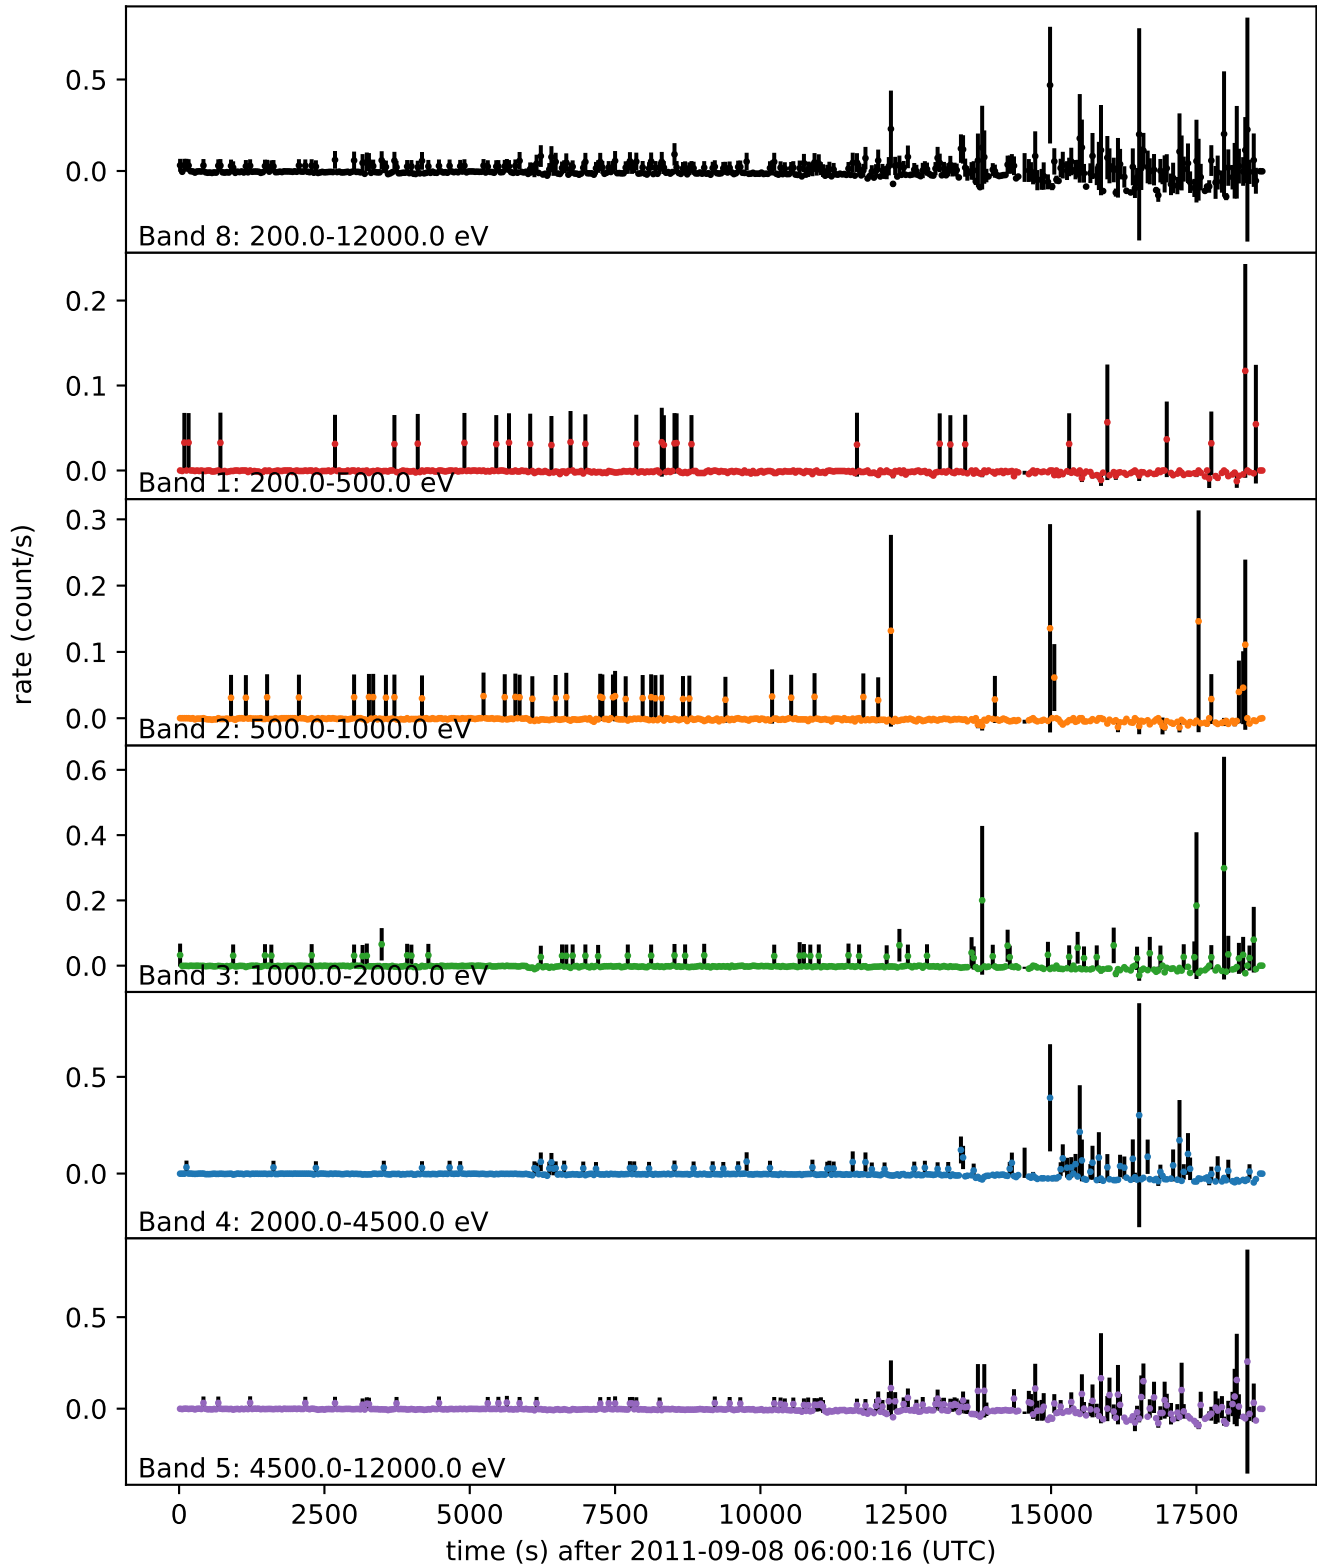 0.5
0.0
Band 8: 200.0-12000.0 eV
0.2
0.1
0.0
Band 1: 200.0-500.0 eV
rate (count/s)
0.3
0.2
0.1
0.0
Band 2: 500.0-1000.0 eV
0.6
0.4
0.2
0.0
Band 3: 1000.0-2000.0 eV
0.5
0.0
Band 4: 2000.0-4500.0 eV
0.5
0.0
Band 5: 4500.0-12000.0 eV
0 2500 5000 7500 10000 12500 15000 17500
time (s) after 2011-09-08 06:00:16 (UTC)